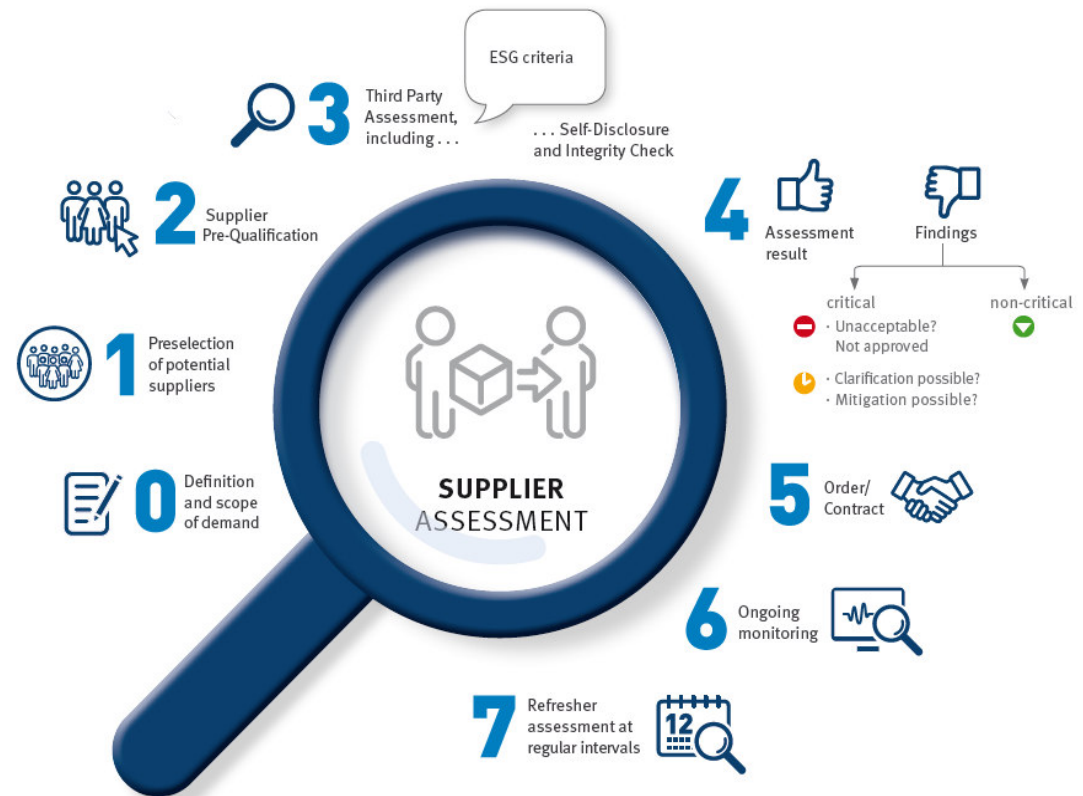 ESG criteria
3
Third Party
Assessment,
including . . .
. . . Self-Disclosure
and Integrity Check
2
Supplier
Pre-Qualification
4
Assessment
result
Findings
critical
· Unacceptable?
Not approved
· Clarification possible?
· Mitigation possible?
non-critical
1
Preselection
of potential
suppliers
SUPPLIER
ASSESSMENT
0
Definition
and scope
of demand
5
Order/
Contract
6
Ongoing
monitoring
7
Refresher
assessment at
regular intervals
12